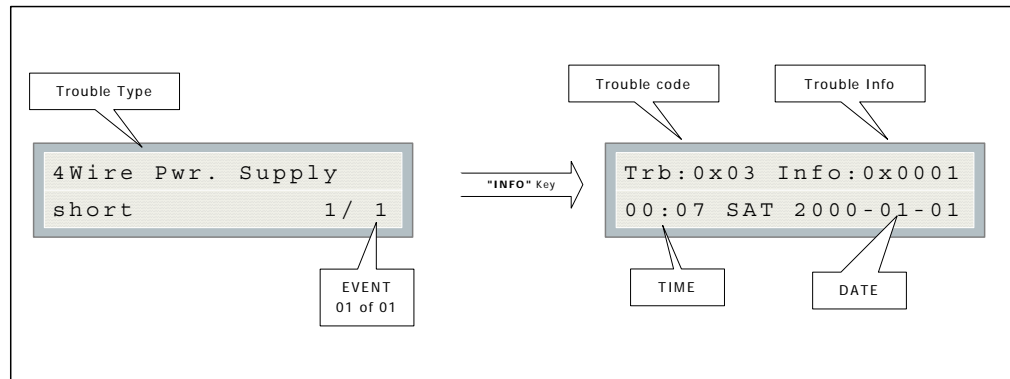 Trouble Type
4Wire Pwr. Supply
short 1/ 1
EVENT
01 of 01
"INFO" Key
Trouble code
Trouble Info
Trb:0x03 Info:0x0001
00:07 SAT 2000-01-01
TIME
DATE